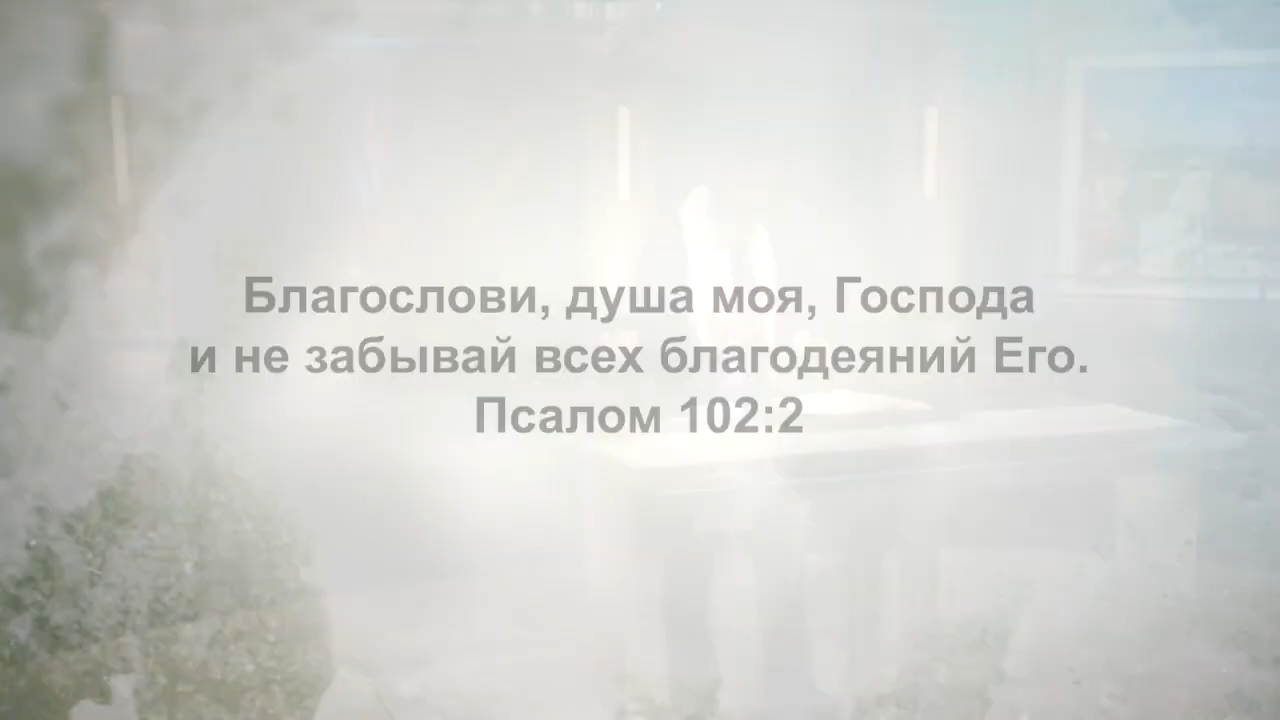 Благослови, душа моя, Господа
и не забывай всех благодеяний Его.
Псалом 102:2